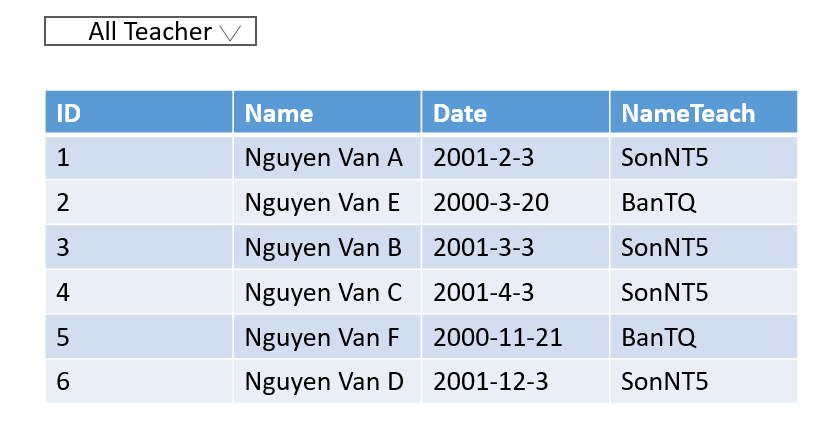 All Teacher
ID Name Date NameTeach
1 Nguyen Van A 2001-2-3 SonNT5
2 Nguyen Van E 2000-3-20 BanTQ
3 Nguyen Van B 2001-3-3 SonNT5
4 Nguyen Van C 2001-4-3 SonNT5
5 Nguyen Van F 2000-11-21 BanTQ
6 Nguyen Van D 2001-12-3 SonNT5